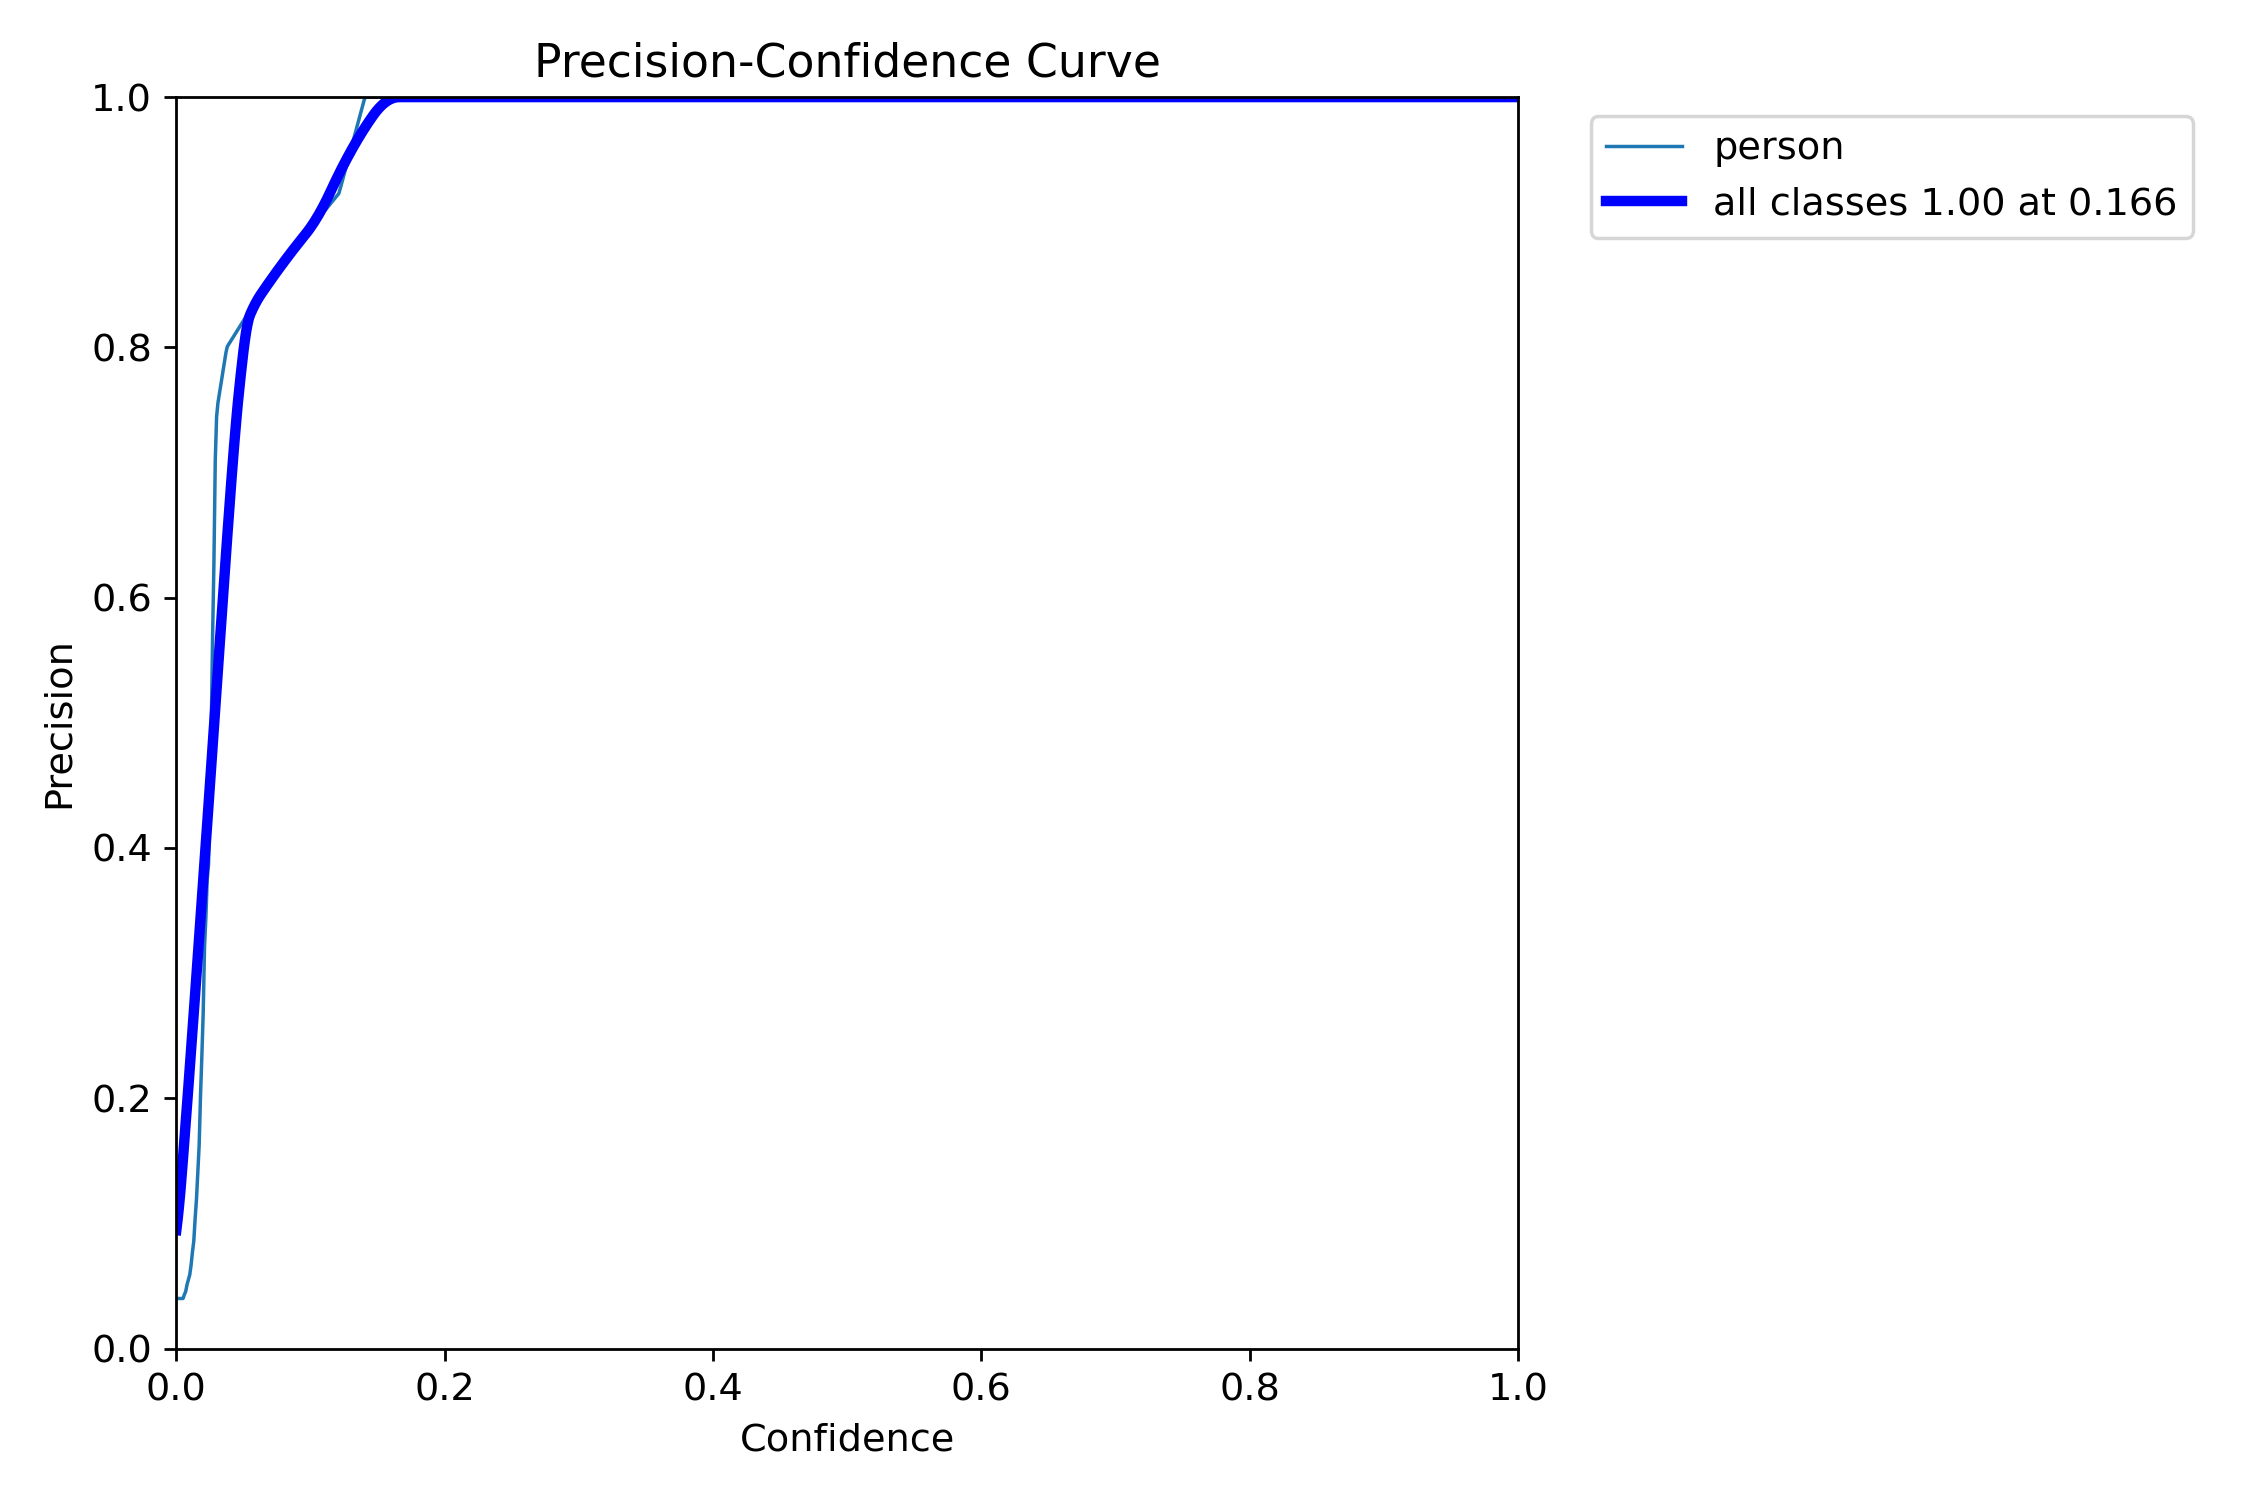 Precision-Confidence Curve
1.0
0.8
0.6
0.4
0.2
0.0
Precision
0.0 0.2 0.4 0.6 0.8 1.0
Confidence
person
all classes 1.00 at 0.166